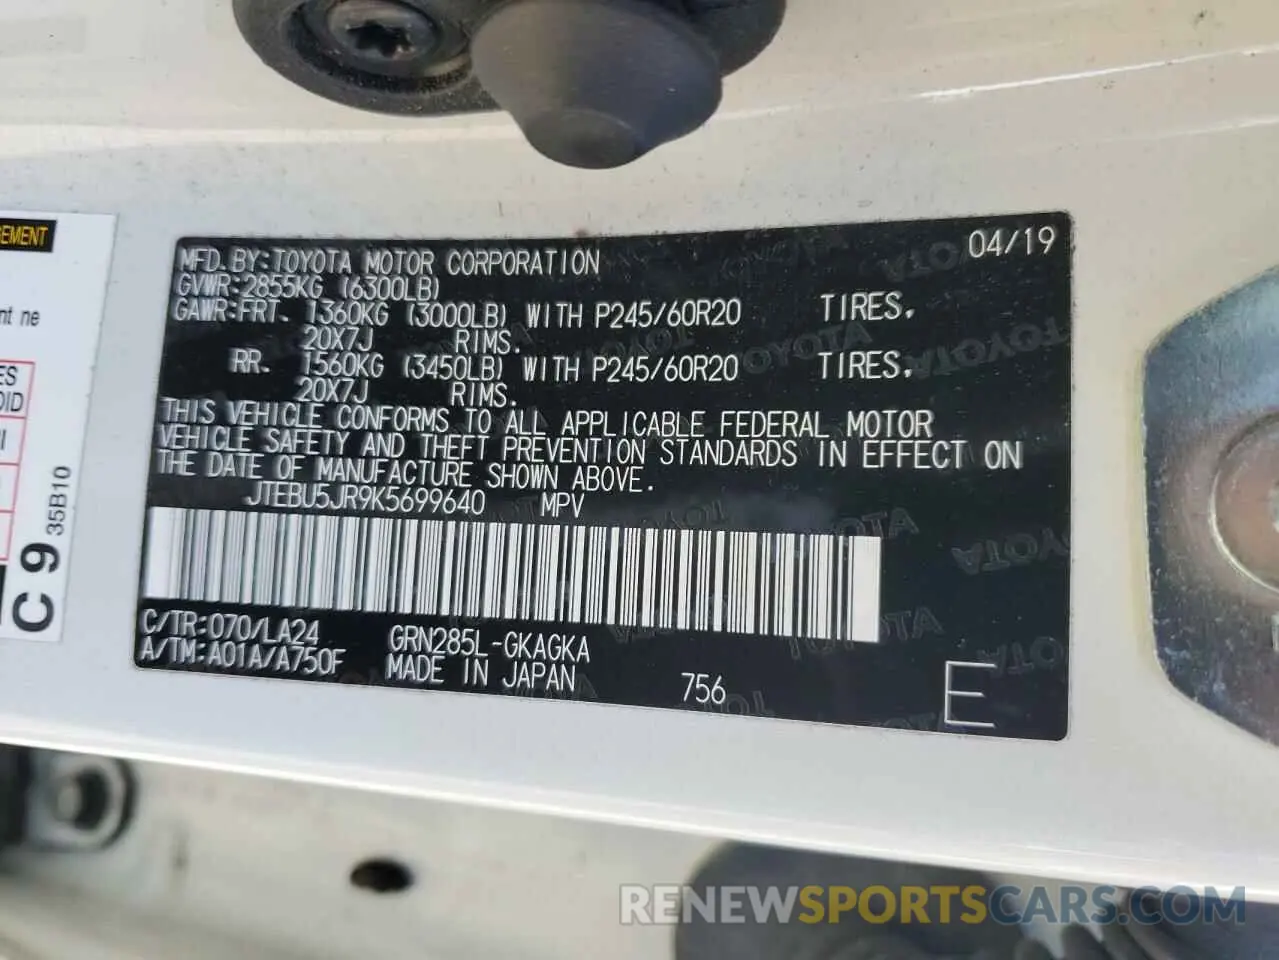 04/19
MFD.BY:TOYOTA MOTOR CORPORATION
GVWR:2855KG (6300LB)
GAWR:FRT. 1360KG (3000LB) WITH P245/60R20 TIRES,
20X7J RIMS.
RR. 1560KG (3450LB) WITH P245/60R20 TIRES,
20X7J RIMS.
THIS VEHICLE CONFORMS TO ALL APPLICABLE FEDERAL MOTOR
VEHICLE SAFETY AND THEFT PREVENTION STANDARDS IN EFFECT ON
THE DATE OF MANUFACTURE SHOWN ABOVE.
JTEBU5JR9K5699640 MPV
C/TR:070/LA24 GRN285L-GKAGKA
A/TM:A01A/A750F MADE IN JAPAN 756 E
C 9 35B10
RENEWSPORTSCARS.COM